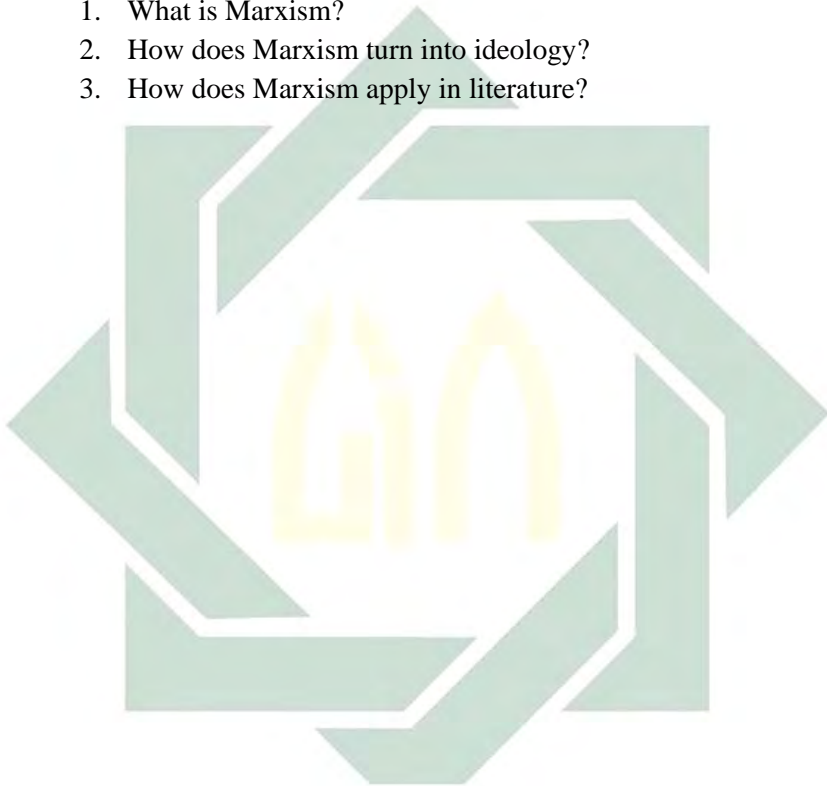 1. What is Marxism?
2. How does Marxism turn into ideology?
3. How does Marxism apply in literature?